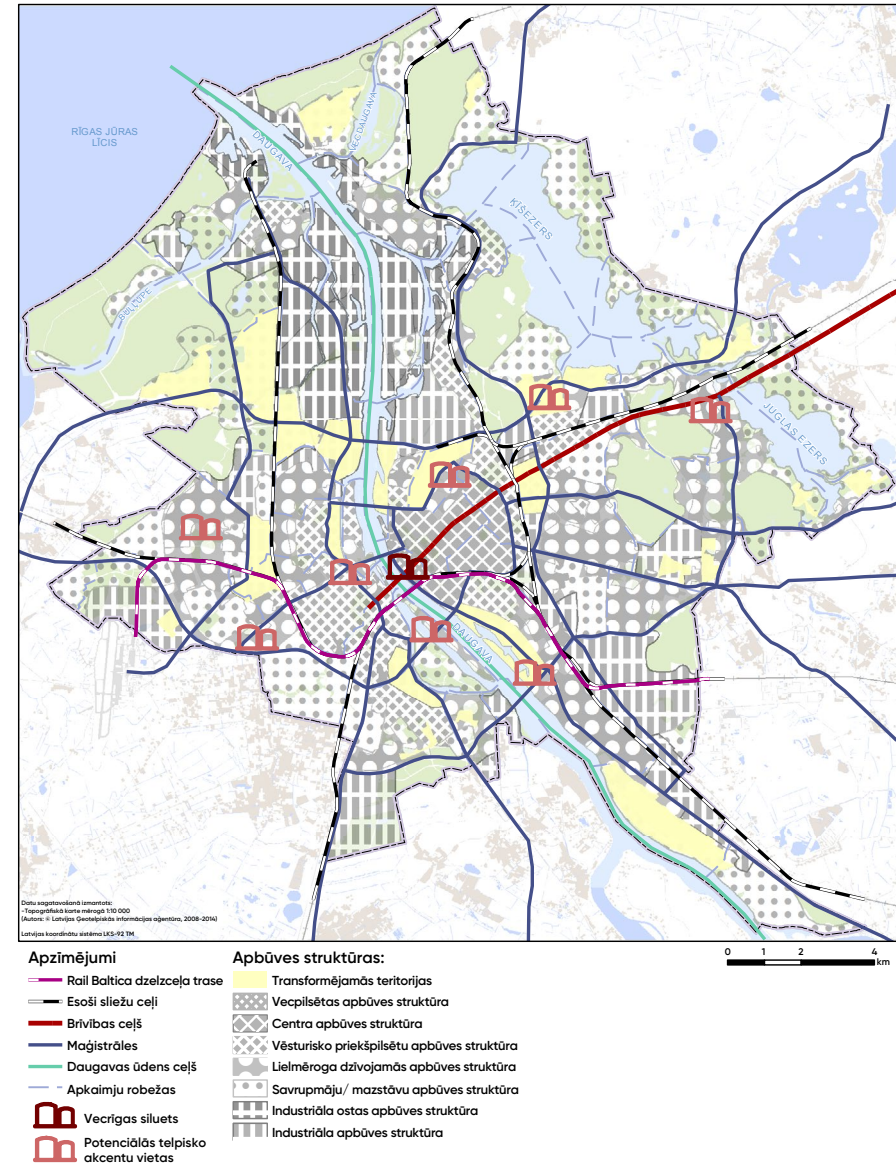 RĪGAS JŪRAS
LĪCIS
DAUGAVA
VECDAUGAVA
ĶĪŠEZERS
BUĻĻUPE
JUGLAS EZERS
DAUGAVA
Datu sagatavošanā izmantots:
-Topogrāfiskā karte mērogā 1:10 000
(Autors: © Latvijas Ģeotelpiskās informācijas aģentūra, 2008-2014)
Latvijas koordinātu sistēma LKS-92 TM
Apzīmējumi
Rail Baltica dzelzceļa trase
Esoši sliežu ceļi
Brīvības ceļš
Maģistrāles
Daugavas ūdens ceļš
Apkaimju robežas
Vecrīgas siluets
Potenciālās telpisko
akcentu vietas
Apbūves struktūras:
Transformējamās teritorijas
Vecpilsētas apbūves struktūra
Centra apbūves struktūra
Vēsturisko priekšpilsētu apbūves struktūra
Lielmēroga dzīvojamās apbūves struktūra
Savrupmāju/ mazstāvu apbūves struktūra
Industriāla ostas apbūves struktūra
Industriāla apbūves struktūra
0 1 2 4
km